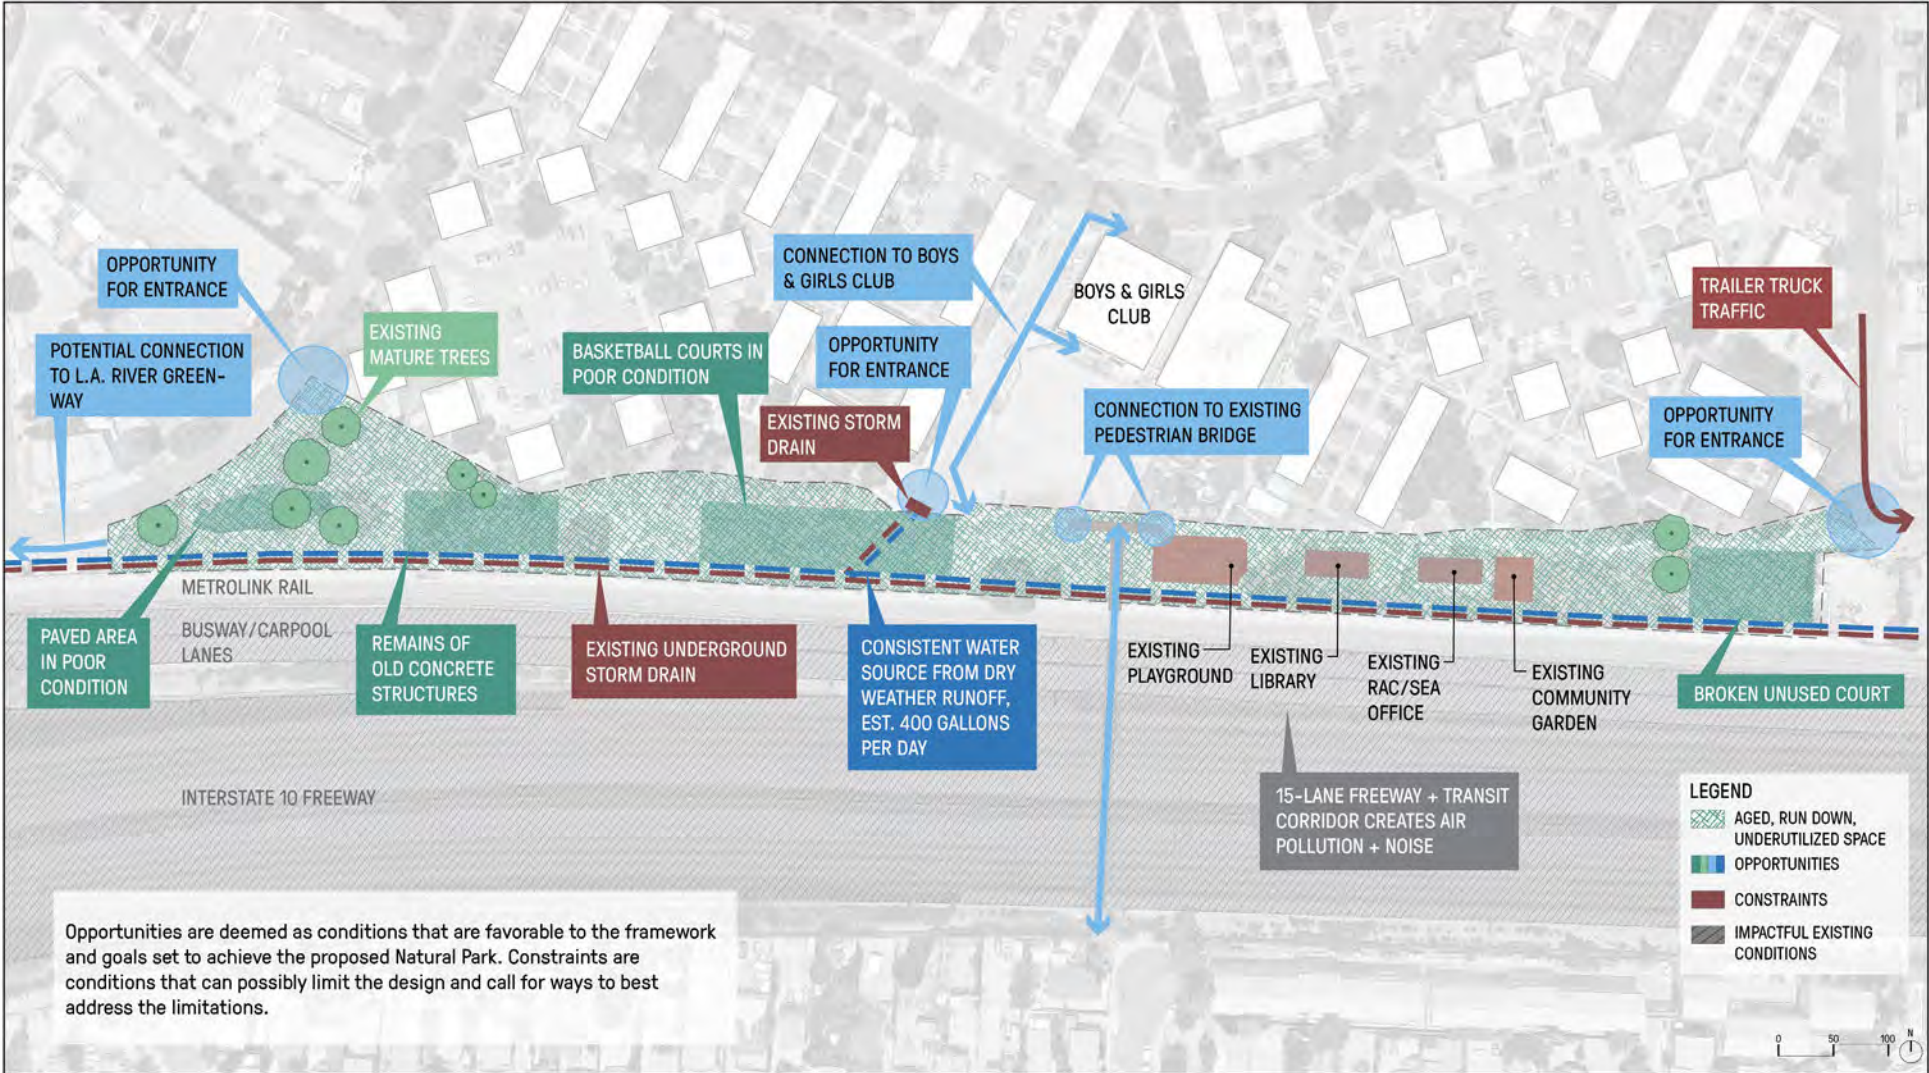 OPPORTUNITY
FOR ENTRANCE
POTENTIAL CONNECTION
TO L.A. RIVER GREEN-
WAY
EXISTING
MATURE TREES
BASKETBALL COURTS IN
POOR CONDITION
CONNECTION TO BOYS
& GIRLS CLUB
OPPORTUNITY
FOR ENTRANCE
EXISTING STORM
DRAIN
BOYS & GIRLS
CLUB
CONNECTION TO EXISTING
PEDESTRIAN BRIDGE
TRAILER TRUCK
TRAFFIC
OPPORTUNITY
FOR ENTRANCE
METROLINK RAIL
BUSWAY/CARPOOL
LANES
PAVED AREA
IN POOR
CONDITION
REMAINS OF
OLD CONCRETE
STRUCTURES
EXISTING UNDERGROUND
STORM DRAIN
CONSISTENT WATER
SOURCE FROM DRY
WEATHER RUNOFF,
EST. 400 GALLONS
PER DAY
EXISTING
PLAYGROUND
EXISTING
LIBRARY
EXISTING
RAC/SEA
OFFICE
EXISTING
COMMUNITY
GARDEN
BROKEN UNUSED COURT
INTERSTATE 10 FREEWAY
15-LANE FREEWAY + TRANSIT
CORRIDOR CREATES AIR
POLLUTION + NOISE
LEGEND
AGED, RUN DOWN,
UNDERUTILIZED SPACE
OPPORTUNITIES
CONSTRAINTS
IMPACTFUL EXISTING
CONDITIONS
Opportunities are deemed as conditions that are favorable to the framework
and goals set to achieve the proposed Natural Park. Constraints are
conditions that can possibly limit the design and call for ways to best
address the limitations.
0 50 100 N